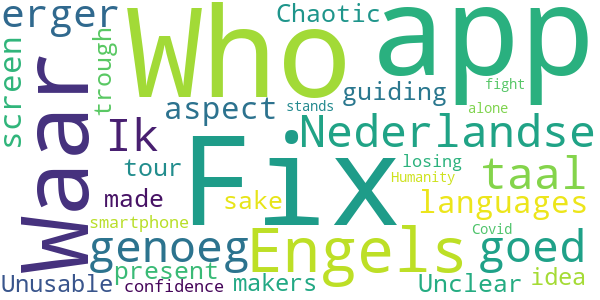 erger
Who
Chaotic
app
screen
trough
Waar
Ik
aspect
stands
guiding
fight
alone
Fix
Nederlandse
tour
made
losing
Humanity
taal
sake
languages
smartphone
genoeg
Engels
Covid
goed
present
Unusable
confidence
makers
Unclear
idea